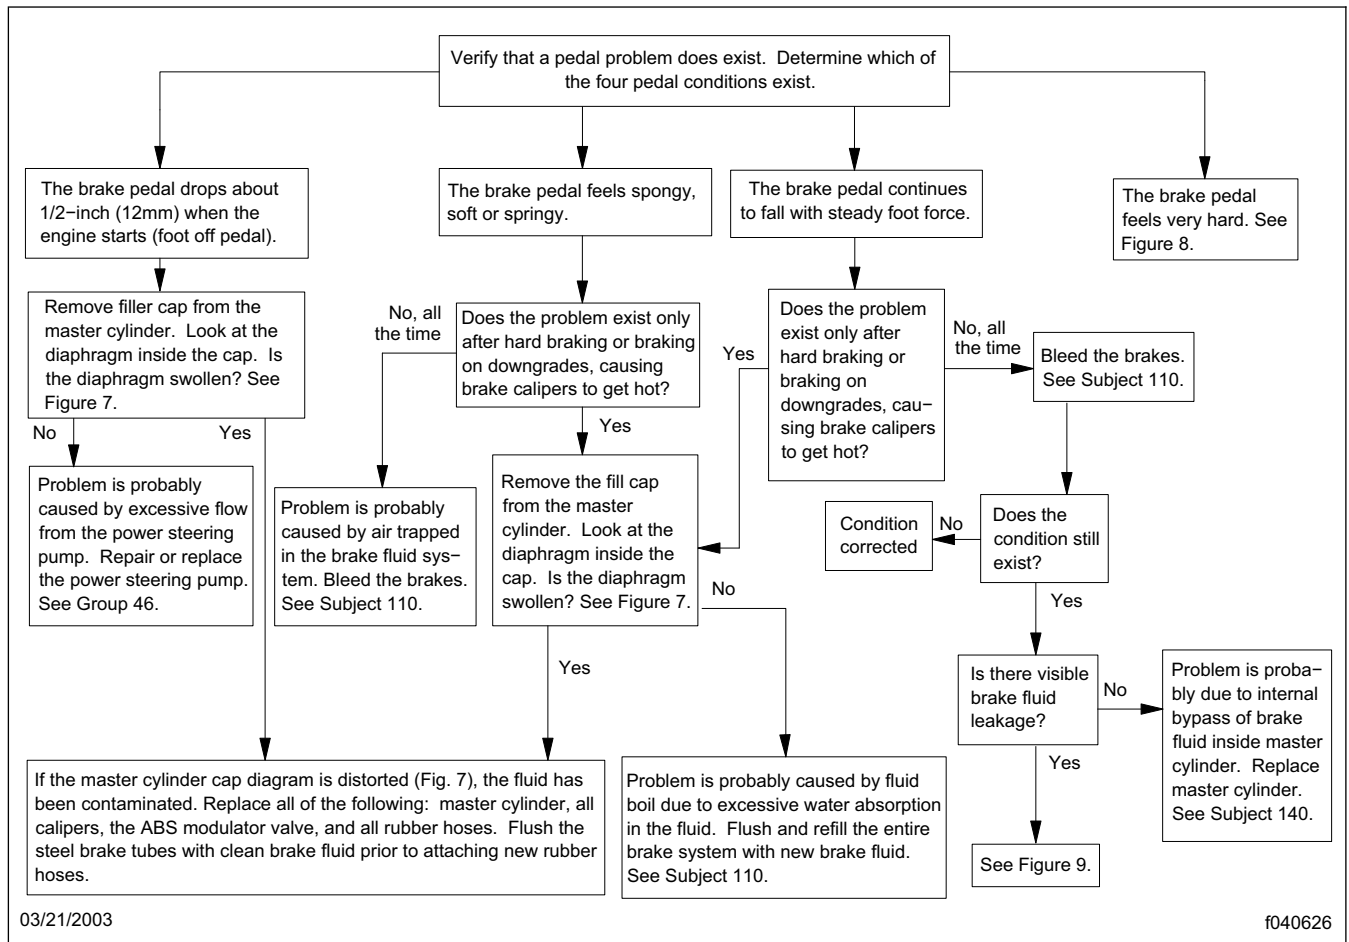 Verify that a pedal problem does exist. Determine which of
the four pedal conditions exist.
The brake pedal drops about
1/2−inch (12mm) when the
engine starts (foot off pedal).
The brake pedal feels spongy,
soft or springy.
The brake pedal continues
to fall with steady foot force.
The brake pedal
feels very hard. See
Figure 8.
Remove filler cap from the
master cylinder. Look at the
diaphragm inside the cap. Is
the diaphragm swollen? See
Figure 7.
No, all
the time
Does the problem exist only
after hard braking or braking
on downgrades, causing
brake calipers to get hot?
Yes
Does the problem
exist only after
hard braking or
braking on
downgrades, cau−
sing brake calipers
to get hot?
No, all
the time
Bleed the brakes.
See Subject 110.
No
Yes
Yes
Problem is probably
caused by excessive flow
from the power steering
pump. Repair or replace
the power steering pump.
See Group 46.
Problem is probably
caused by air trapped
in the brake fluid sys−
tem. Bleed the brakes.
See Subject 110.
Remove the fill cap
from the master
cylinder. Look at the
diaphragm inside the
cap. Is the diaphragm
swollen? See Figure 7.
No
Condition
corrected
No
Does the
condition still
exist?
Yes
Yes
Is there visible
brake fluid
leakage?
No
Problem is proba−
bly due to internal
bypass of brake
fluid inside master
cylinder. Replace
master cylinder.
See Subject 140.
Yes
If the master cylinder cap diagram is distorted (Fig. 7), the fluid has
been contaminated. Replace all of the following: master cylinder, all
calipers, the ABS modulator valve, and all rubber hoses. Flush the
steel brake tubes with clean brake fluid prior to attaching new rubber
hoses.
Problem is probably caused by fluid
boil due to excessive water absorption
in the fluid. Flush and refill the entire
brake system with new brake fluid.
See Subject 110.
See Figure 9.
03/21/2003
f040626